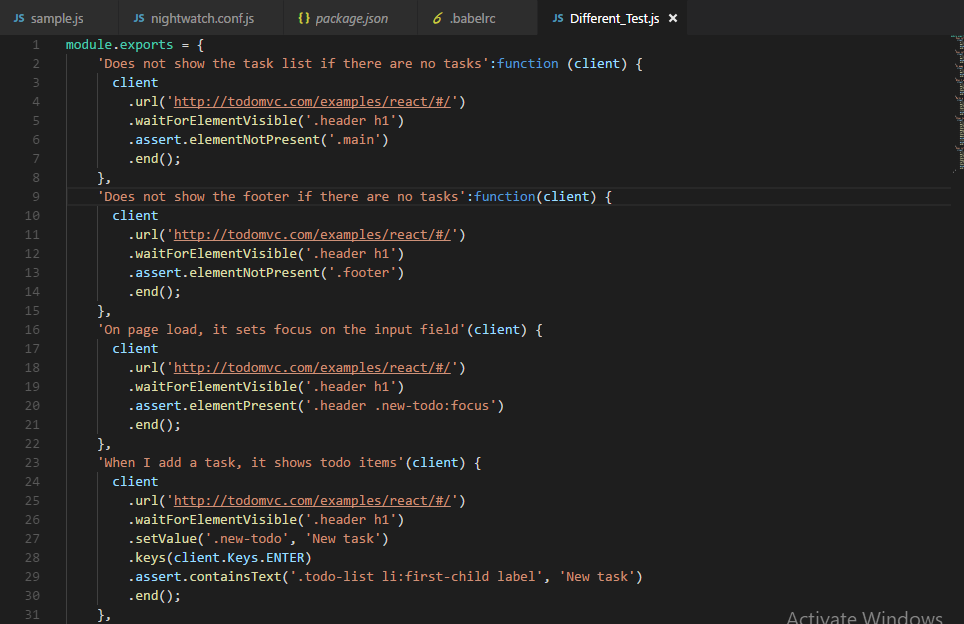 JS sample.js JS nightwatch.conf.js {} package.json 6 .babelrc JS Different_Test.js ×
1 module.exports = {
2 'Does not show the task list if there are no tasks':function (client) {
3 client
4 .url('http://todomvc.com/examples/react/#/')
5 .waitForElementVisible('.header h1')
6 .assert.elementNotPresent('.main')
7 .end();
8 },
9 'Does not show the footer if there are no tasks':function(client) {
10 client
11 .url('http://todomvc.com/examples/react/#/')
12 .waitForElementVisible('.header h1')
13 .assert.elementNotPresent('.footer')
14 .end();
15 },
16 'On page load, it sets focus on the input field'(client) {
17 client
18 .url('http://todomvc.com/examples/react/#/')
19 .waitForElementVisible('.header h1')
20 .assert.elementPresent('.header .new-todo:focus')
21 .end();
22 },
23 'When I add a task, it shows todo items'(client) {
24 client
25 .url('http://todomvc.com/examples/react/#/')
26 .waitForElementVisible('.header h1')
27 .setValue('.new-todo', 'New task')
28 .keys(client.Keys.ENTER)
29 .assert.containsText('.todo-list li:first-child label', 'New task')
30 .end();
31 },
Activate Windows